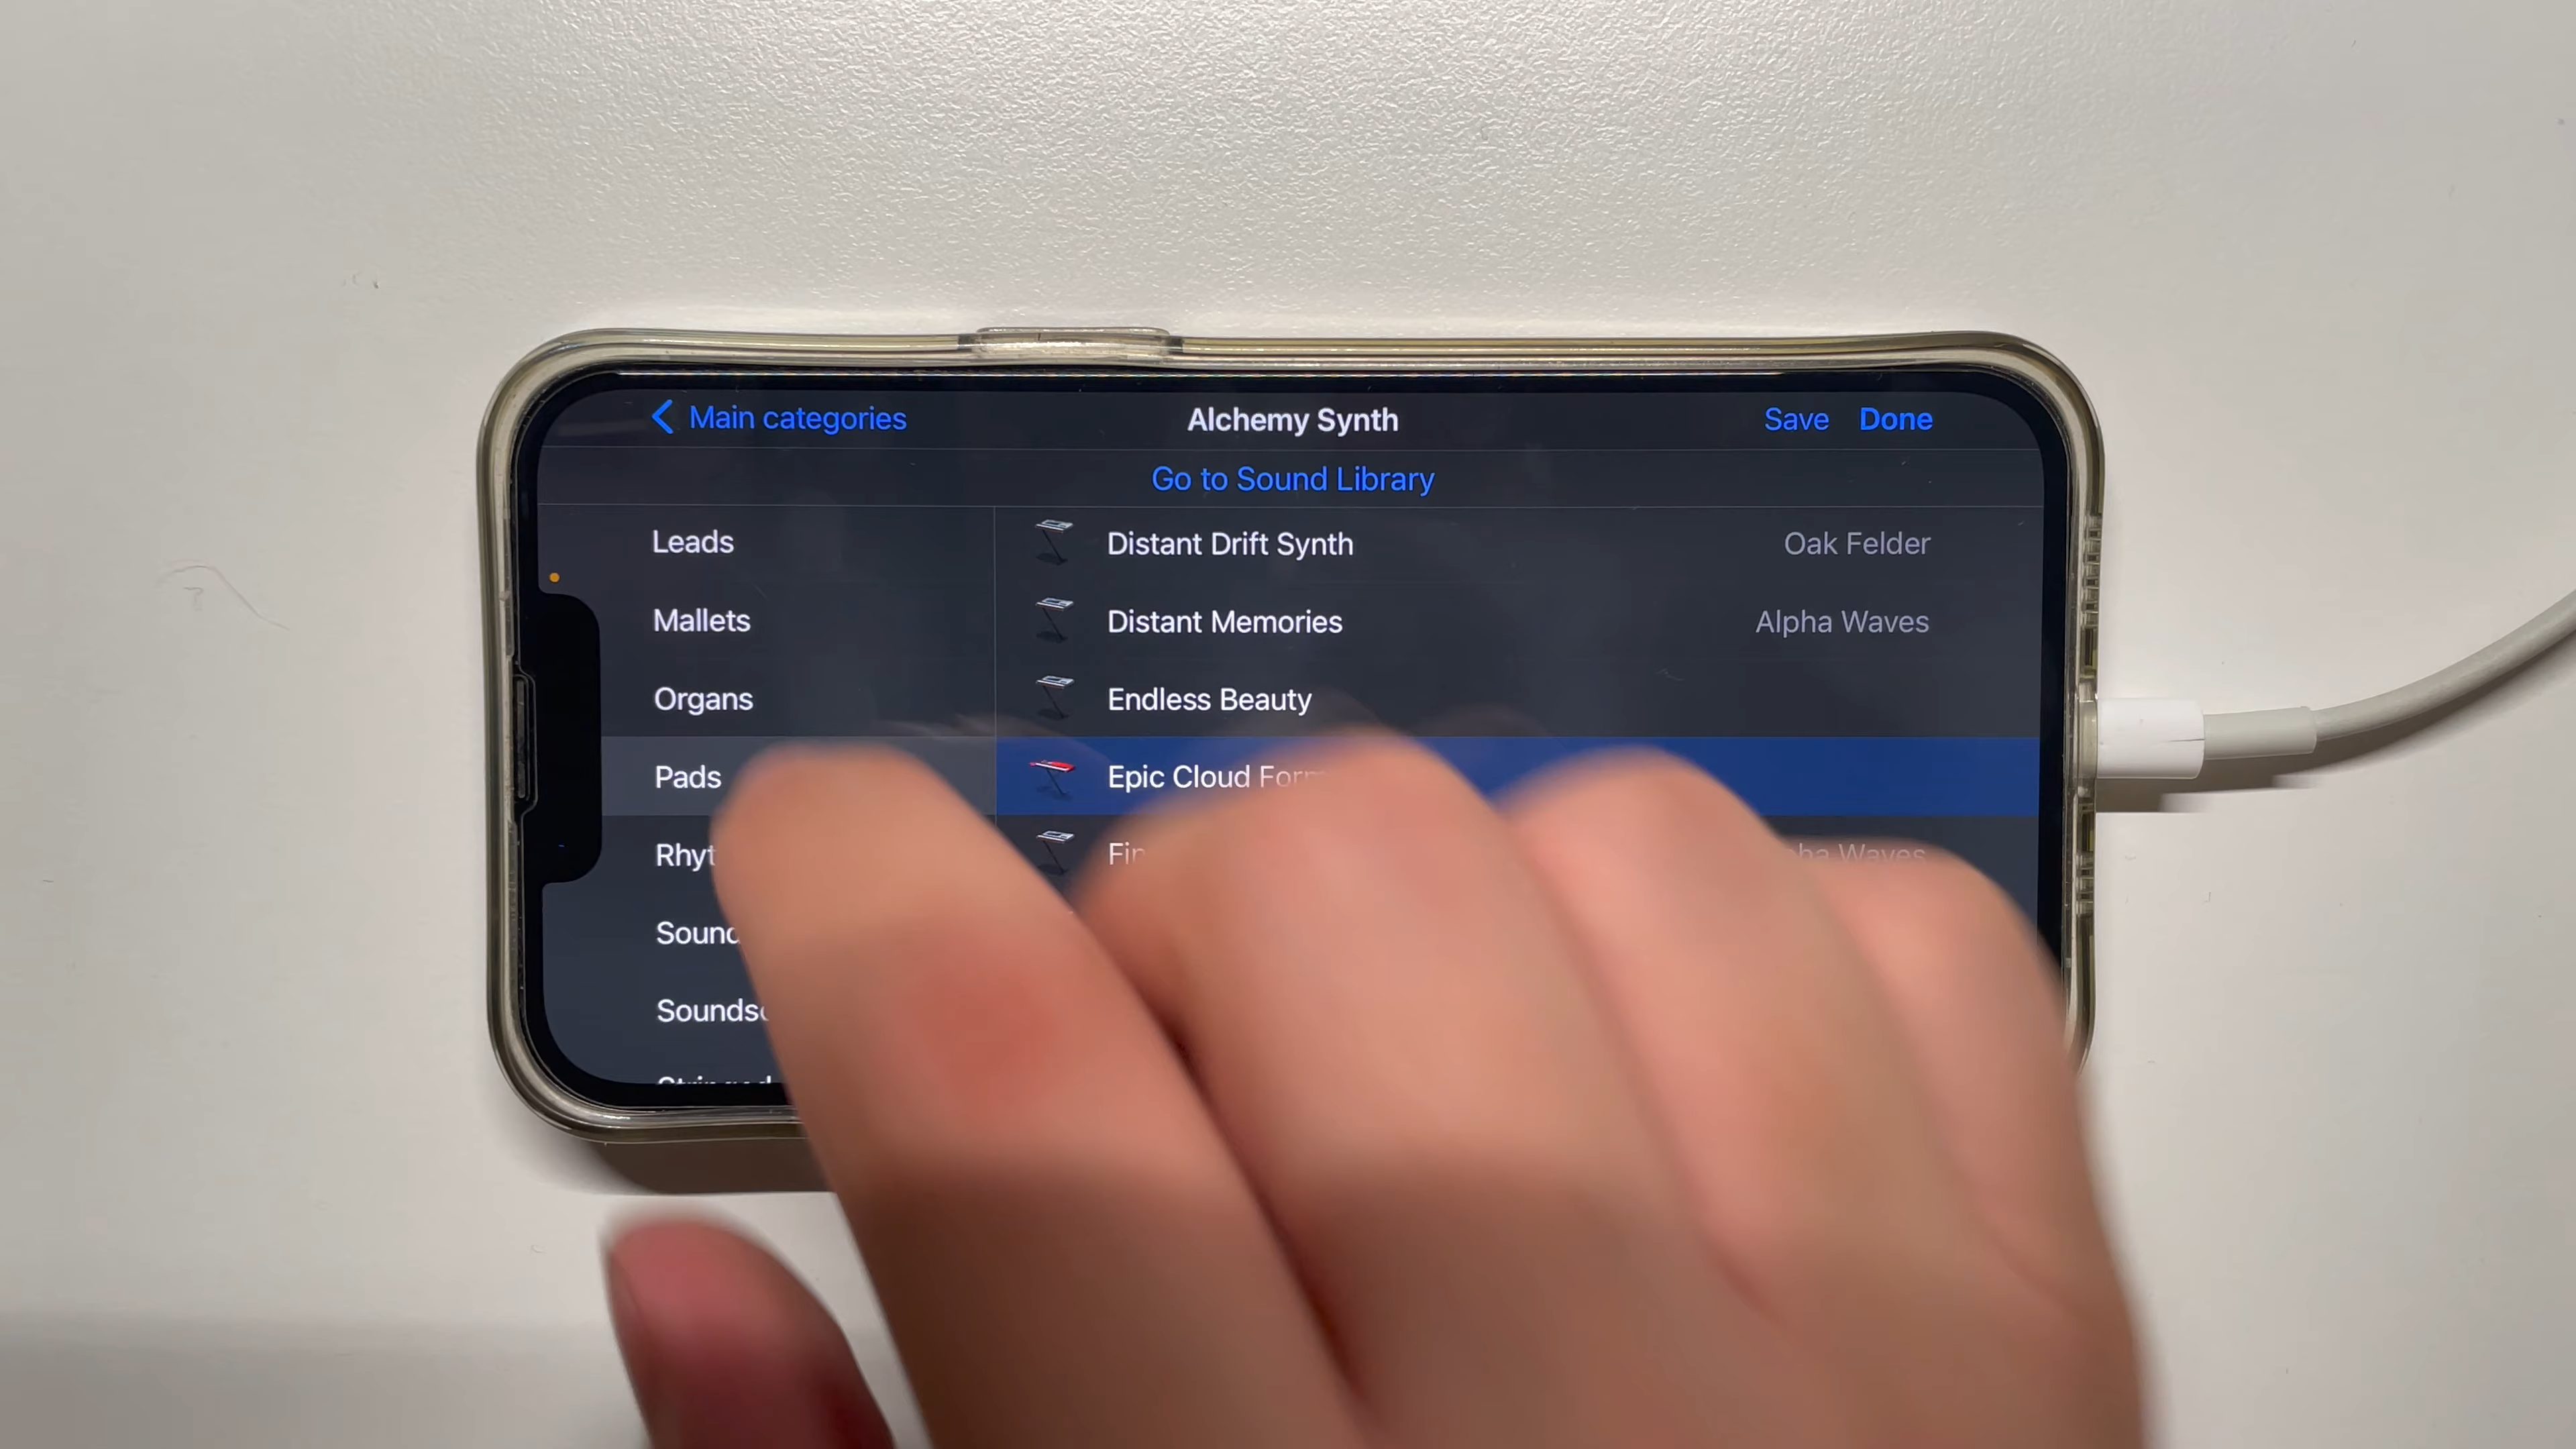 Main categories
Alchemy Synth
Save
Done
Go to Sound Library
Leads
Mallets
Organs
Pads
Distant Drift Synth
Oak Felder
Distant Memories
Alpha Waves
Endless Beauty
Epic Cloud
Waves